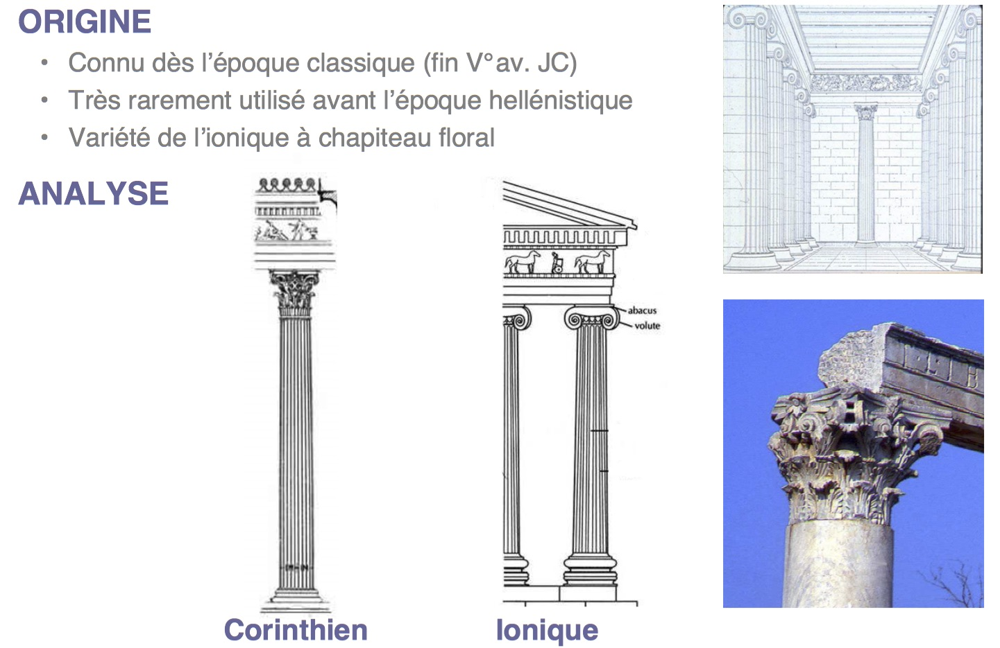 ORIGINE
• Connu dès l’époque classique (fin V° av. JC)
• Très rarement utilisé avant l’époque hellénistique
• Variété de l’ionique à chapiteau floral
ANALYSE
abacus
volute
Corinthien
Ionique